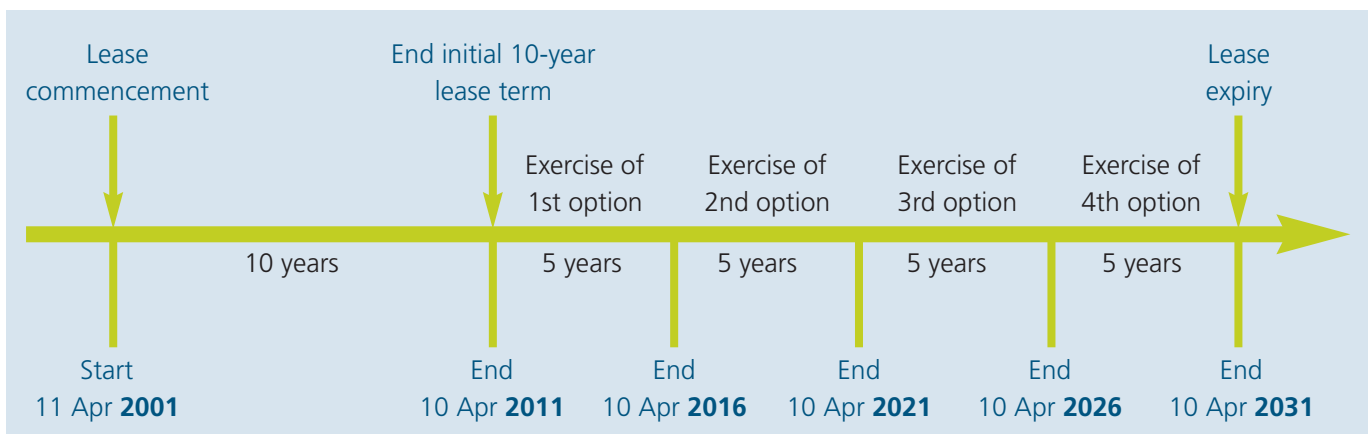 Lease
commencement
End initial 10-year
lease term
Lease
expiry
Exercise of
1st option
Exercise of
2nd option
Exercise of
3rd option
Exercise of
4th option
10 years
5 years
5 years
5 years
5 years
Start
11 Apr 2001
End
10 Apr 2011
End
10 Apr 2016
End
10 Apr 2021
End
10 Apr 2026
End
10 Apr 2031